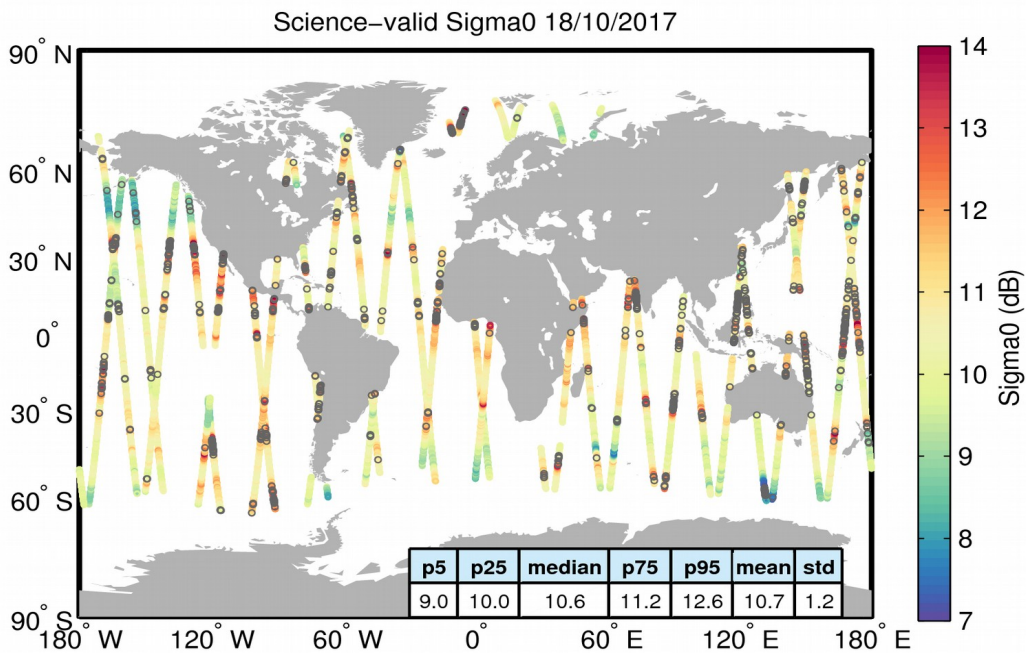 Science−valid Sigma0 18/10/2017
90° N
60° N
30° N
0°
30° S
60° S
90° S
180° W
120° W
60° W
0°
60° E
120° E
180° E
p5 p25 median p75 p95 mean std
9.0 10.0 10.6 11.2 12.6 10.7 1.2
14
13
12
11
10
9
8
7
Sigma0 (dB)